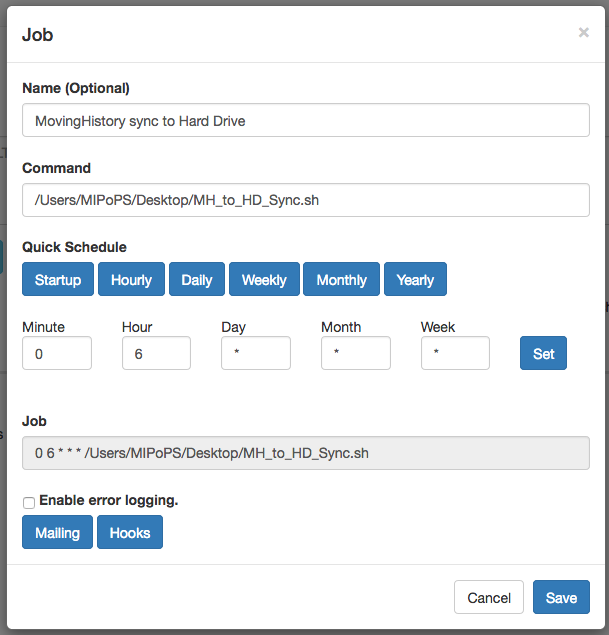 Job ×
Name (Optional)
MovingHistory sync to Hard Drive
Command
/Users/MIPoPS/Desktop/MH_to_HD_Sync.sh
Quick Schedule
Startup Hourly Daily Weekly Monthly Yearly
Minute Hour Day Month Week
0 6 * * * Set
Job
0 6 * * * /Users/MIPoPS/Desktop/MH_to_HD_Sync.sh
Enable error logging.
Mailing Hooks
Cancel Save